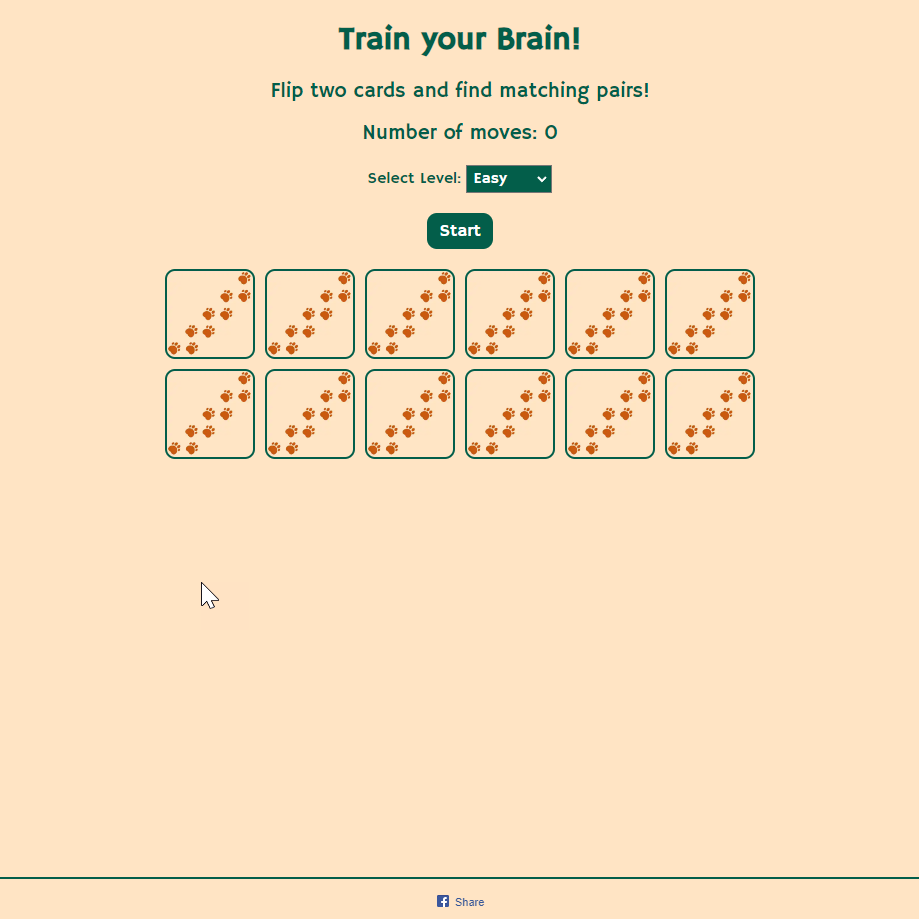 Train your Brain!
Flip two cards and find matching pairs!
Number of moves: 0
Select Level: Easy
Start
Share